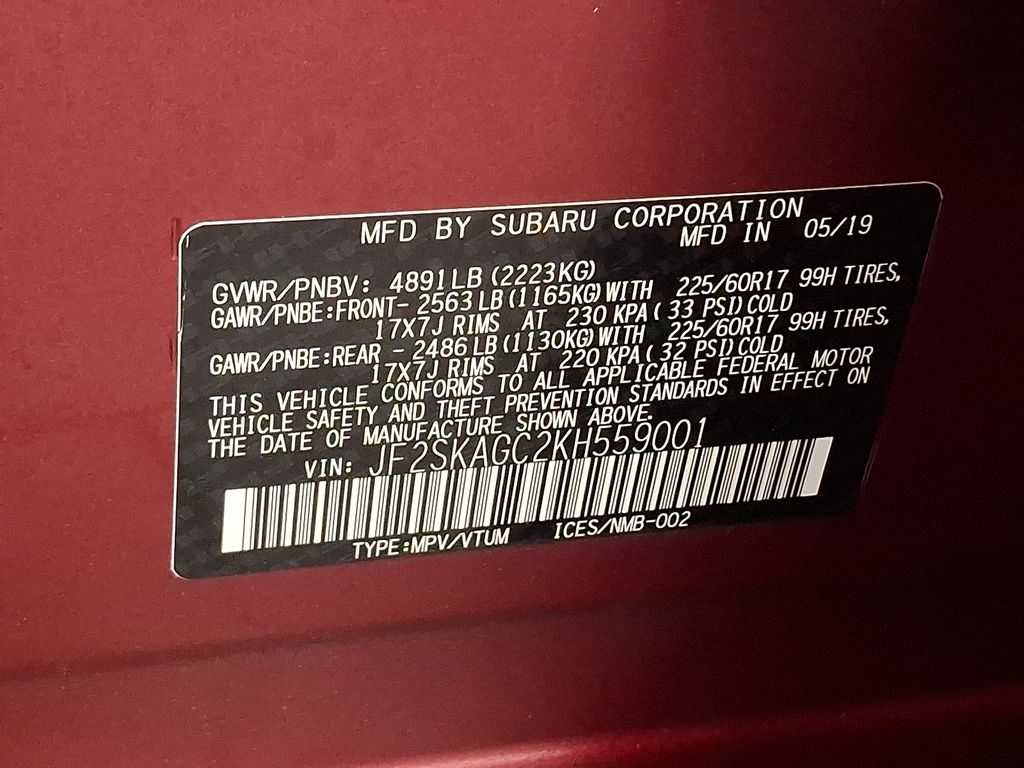 MFD BY SUBARU CORPORATION
MFD IN 05/19
GVWR/PNBV: 4891LB (2223KG)
GAWR/PNBE:FRONT- 2563LB(1165KG)WITH 225/60R17 99H TIRES,
17X7J RIMS AT 230 KPA( 33 PSI)COLD
GAWR/PNBE:REAR - 2486LB(1130KG)WITH 225/60R17 99H TIRES,
17X7J RIMS AT 220 KPA( 32 PSI)COLD
THIS VEHICLE CONFORMS TO ALL APPLICABLE FEDERAL MOTOR
VEHICLE SAFETY AND THEFT PREVENTION STANDARDS IN EFFECT ON
THE DATE OF MANUFACTURE SHOWN ABOVE.
VIN: JF2SKAGC2KH559001
TYPE:MPV/VTUM ICES/NMB-002